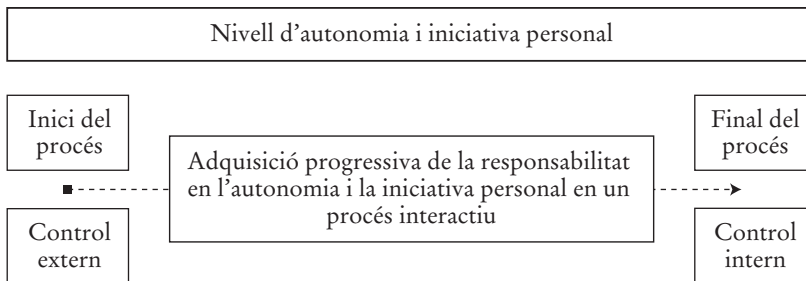 Nivell d’autonomia i iniciativa personal
Inici del
procés
Adquisició progressiva de la responsabilitat
en l’autonomia i la iniciativa personal en un
procés interactiu
Final del
procés
Control
extern
Control
intern